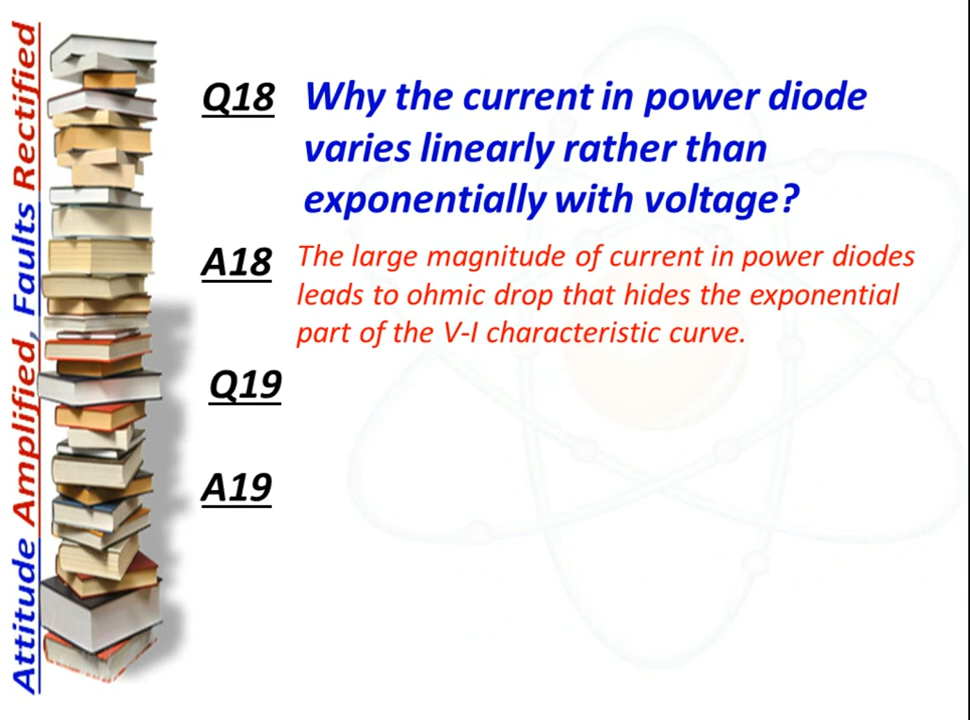 Attitude Amplified, Faults Rectified
Q18 Why the current in power diode
varies linearly rather than
exponentially with voltage?
A18 The large magnitude of current in power diodes
leads to ohmic drop that hides the exponential
part of the V-I characteristic curve.
Q19
A19